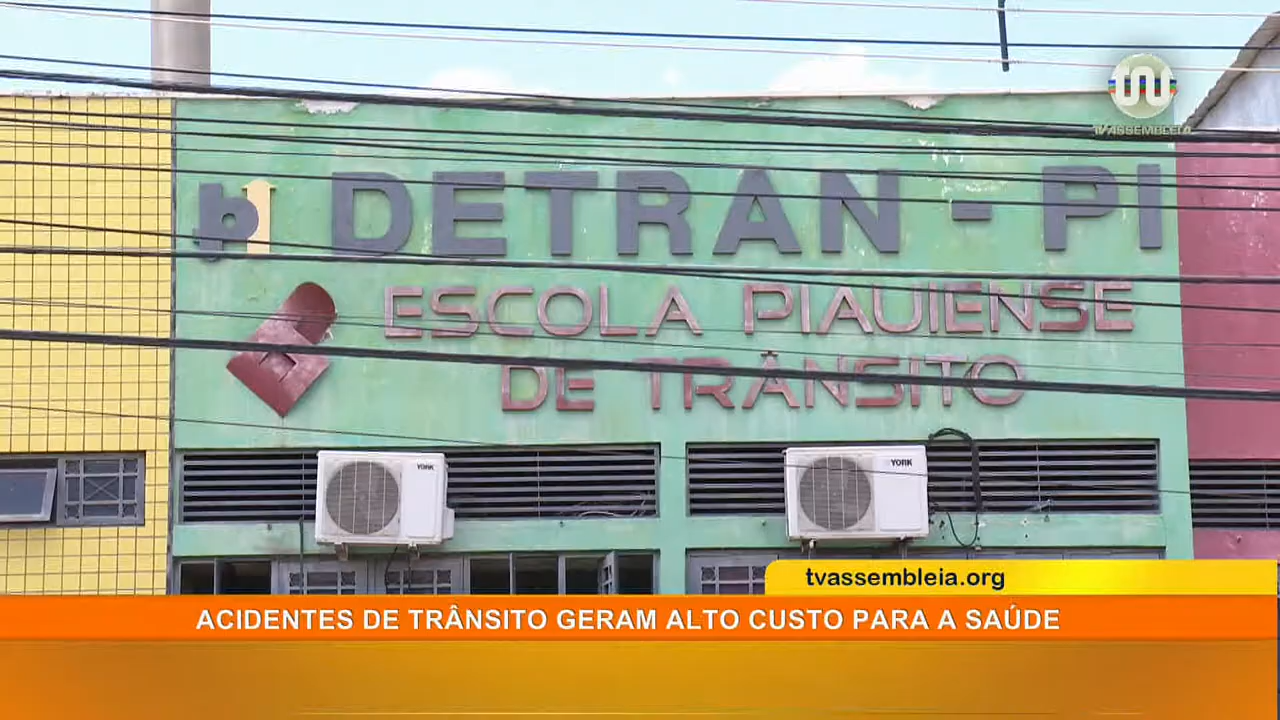 TVASSEMBLEIA
DETRAN - PI
ESCOLA PIAUIENSE
DE TRÂNSITO
YORK
YORK
tvassembleia.org
ACIDENTES DE TRÂNSITO GERAM ALTO CUSTO PARA A SAÚDE